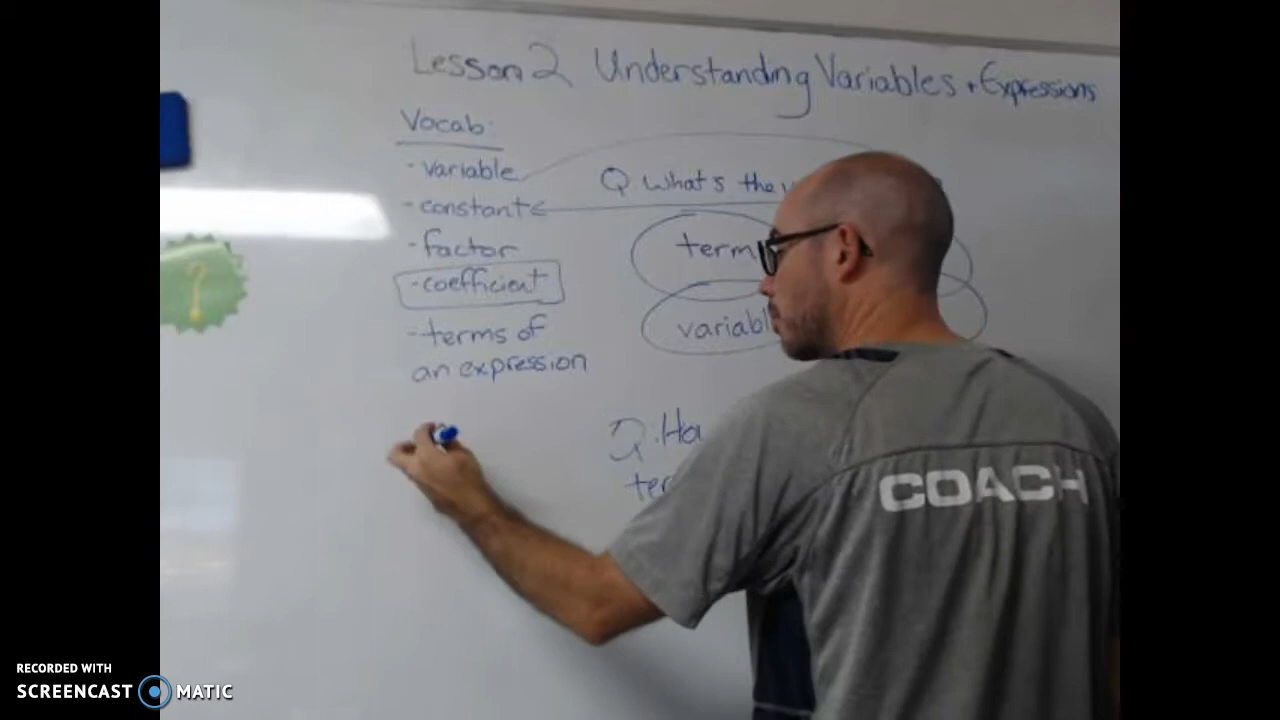 Lesson 2 Understanding Variables + Expressions
Vocab:
- variable
- constant
- factor
- coefficient
- terms of
an expression
Q. What's the
term
variabl
Q. Ho
ter
COACH
RECORDED WITH
SCREENCAST MATIC